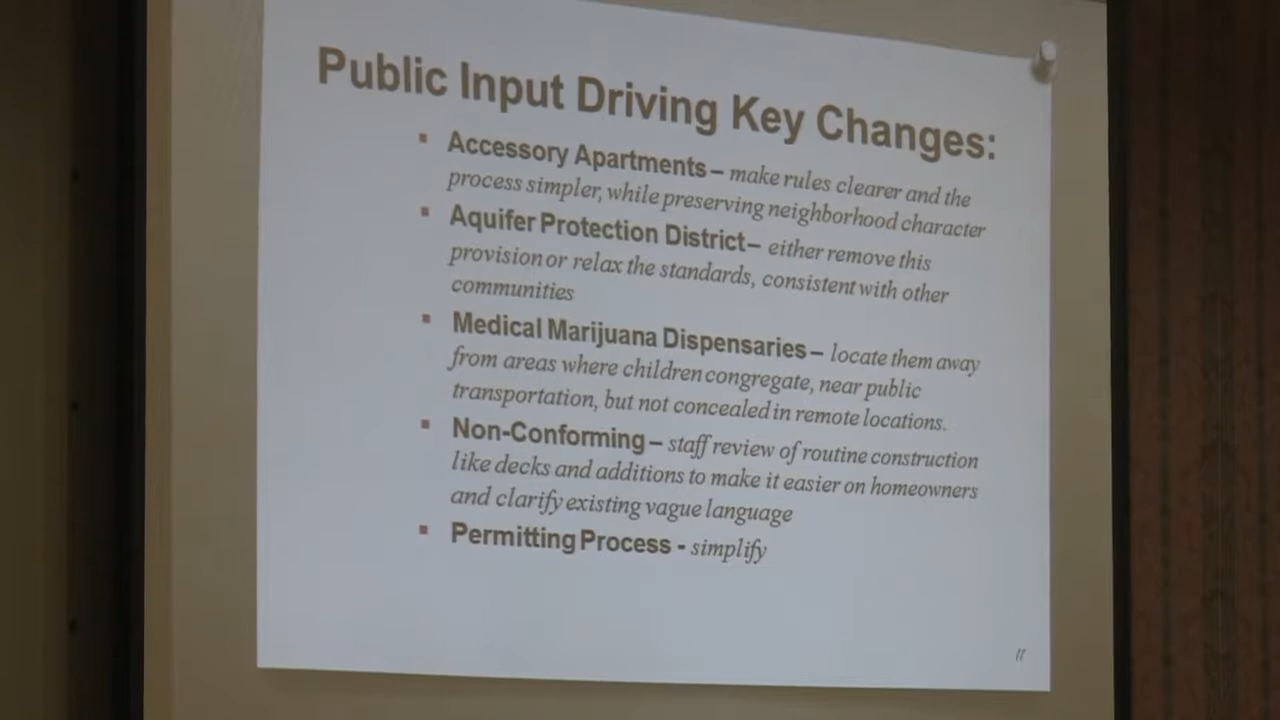 Public Input Driving Key Changes:
▪ Accessory Apartments – make rules clearer and the
process simpler, while preserving neighborhood character
▪ Aquifer Protection District – either remove this
provision or relax the standards, consistent with other
communities
▪ Medical Marijuana Dispensaries – locate them away
from areas where children congregate, near public
transportation, but not concealed in remote locations.
▪ Non-Conforming – staff review of routine construction
like decks and additions to make it easier on homeowners
and clarify existing vague language
▪ Permitting Process - simplify